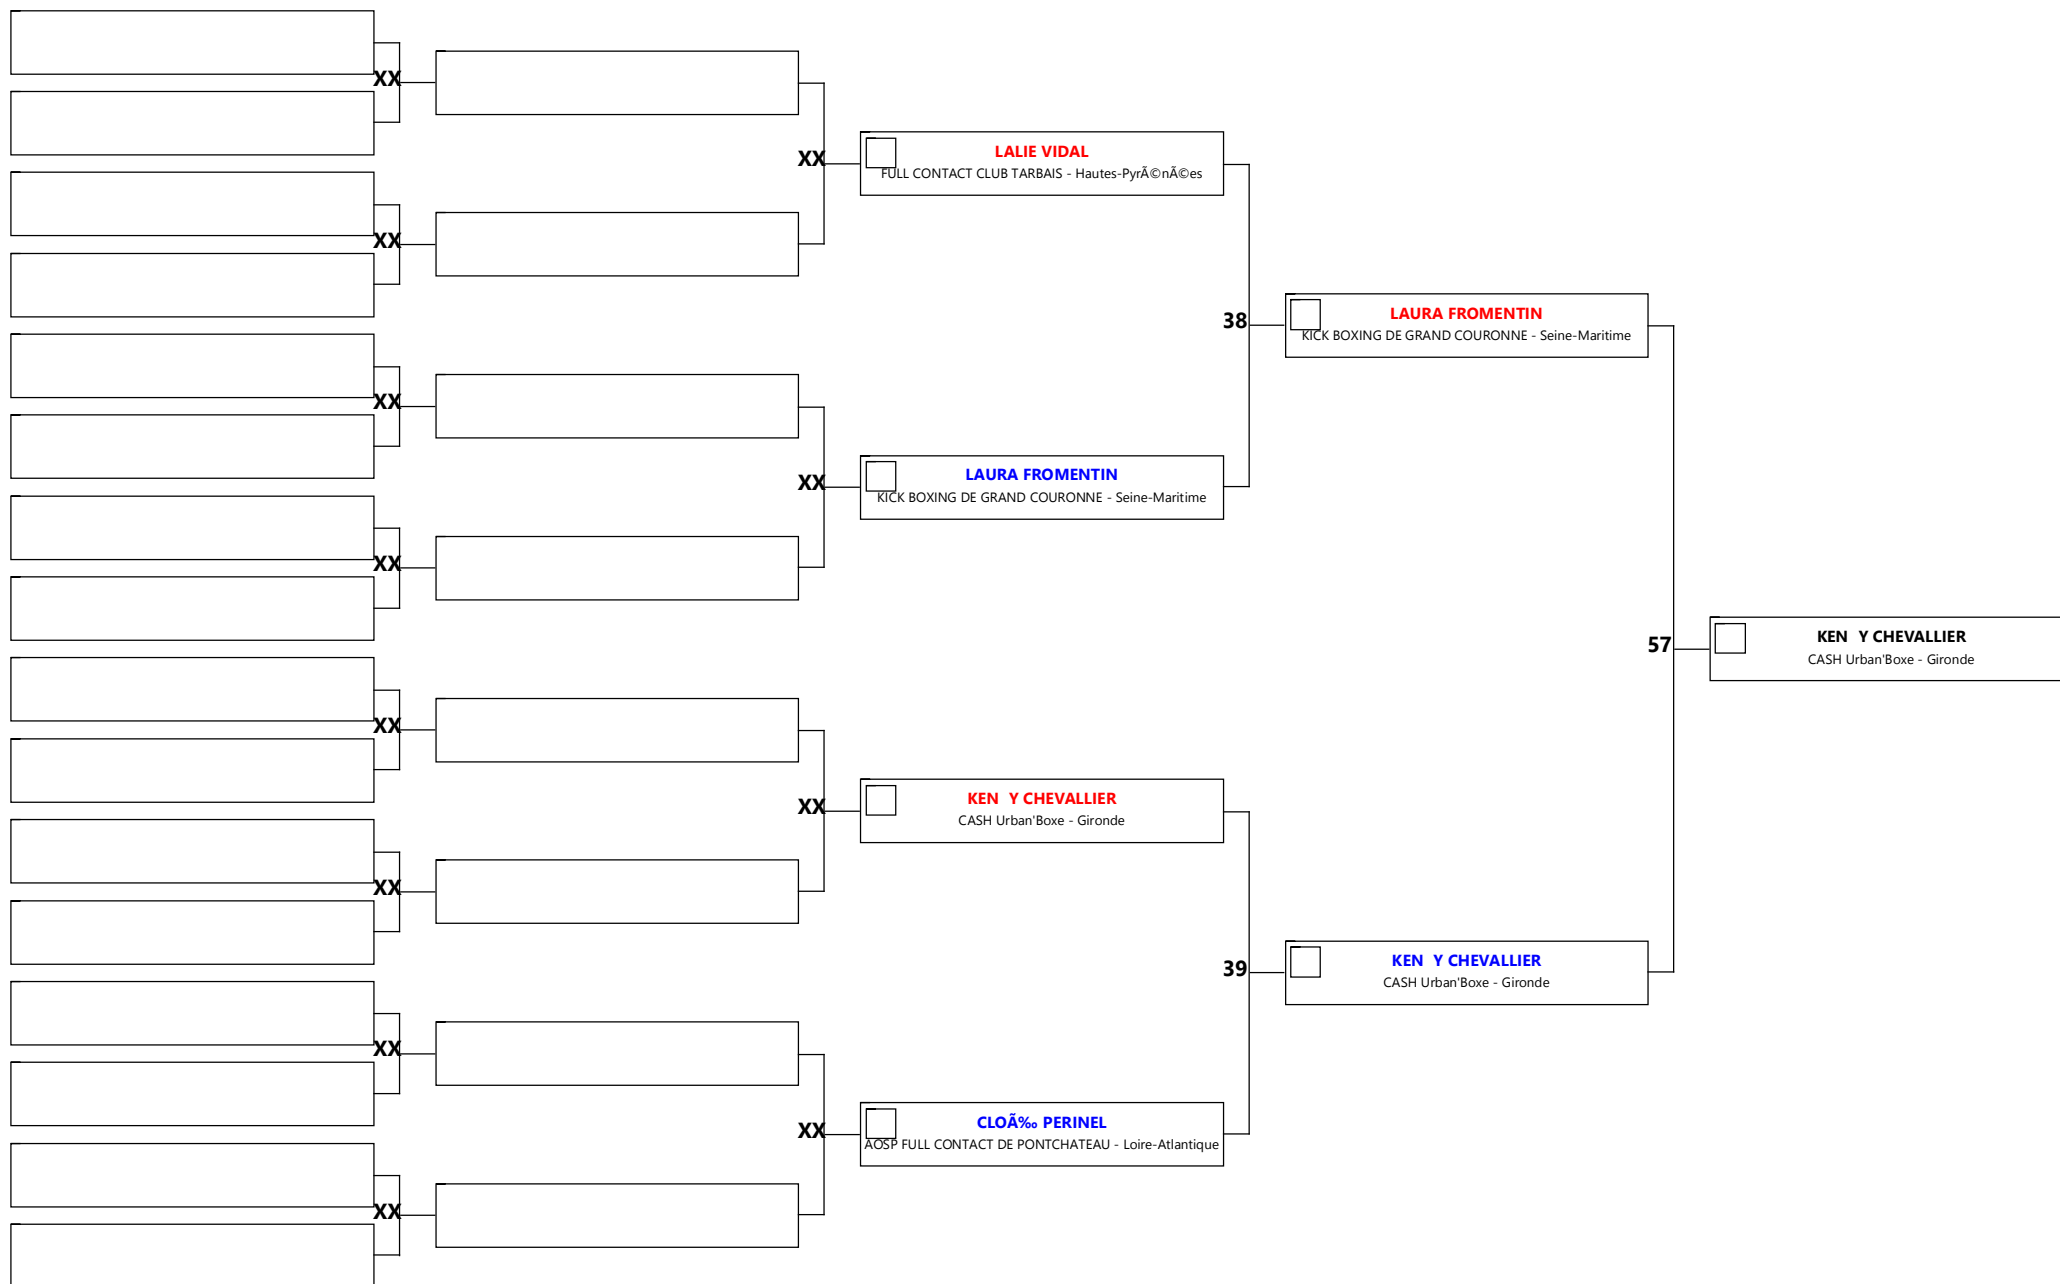 XX
XX
LALIE VIDAL
FULL CONTACT CLUB TARBAIS - Hautes-PyrÃ©nÃ©es
XX
38
LAURA FROMENTIN
KICK BOXING DE GRAND COURONNE - Seine-Maritime
XX
XX
LAURA FROMENTIN
KICK BOXING DE GRAND COURONNE - Seine-Maritime
XX
57
KEN  Y CHEVALLIER
CASH Urban'Boxe - Gironde
XX
XX
KEN  Y CHEVALLIER
CASH Urban'Boxe - Gironde
XX
39
KEN  Y CHEVALLIER
CASH Urban'Boxe - Gironde
XX
XX
CLOÃ‰ PERINEL
AOSP FULL CONTACT DE PONTCHATEAU - Loire-Atlantique
XX